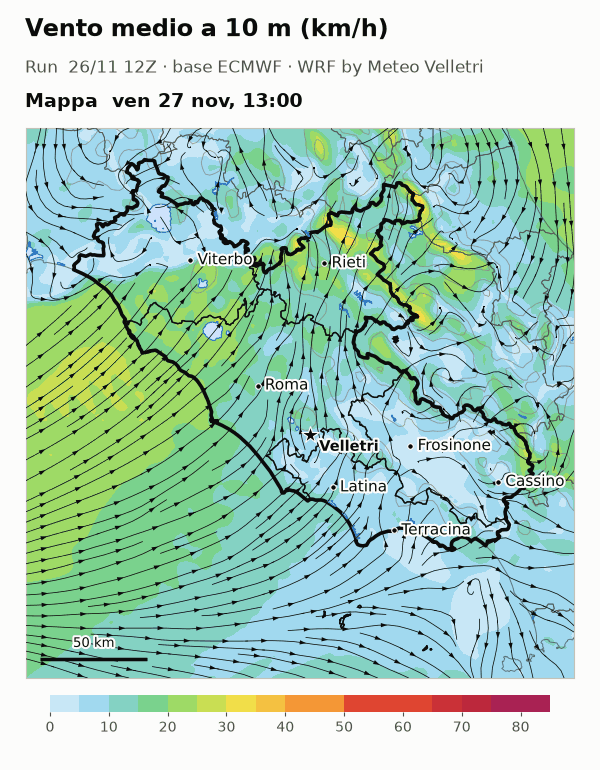 Vento medio a 10 m (km/h)
Run 26/11 12Z · base ECMWF · WRF by Meteo Velletri
Mappa ven 27 nov, 13:00
Viterbo
Rieti
Roma
Velletri
Frosinone
Cassino
Latina
Terracina
50 km
0 10 20 30 40 50 60 70 80